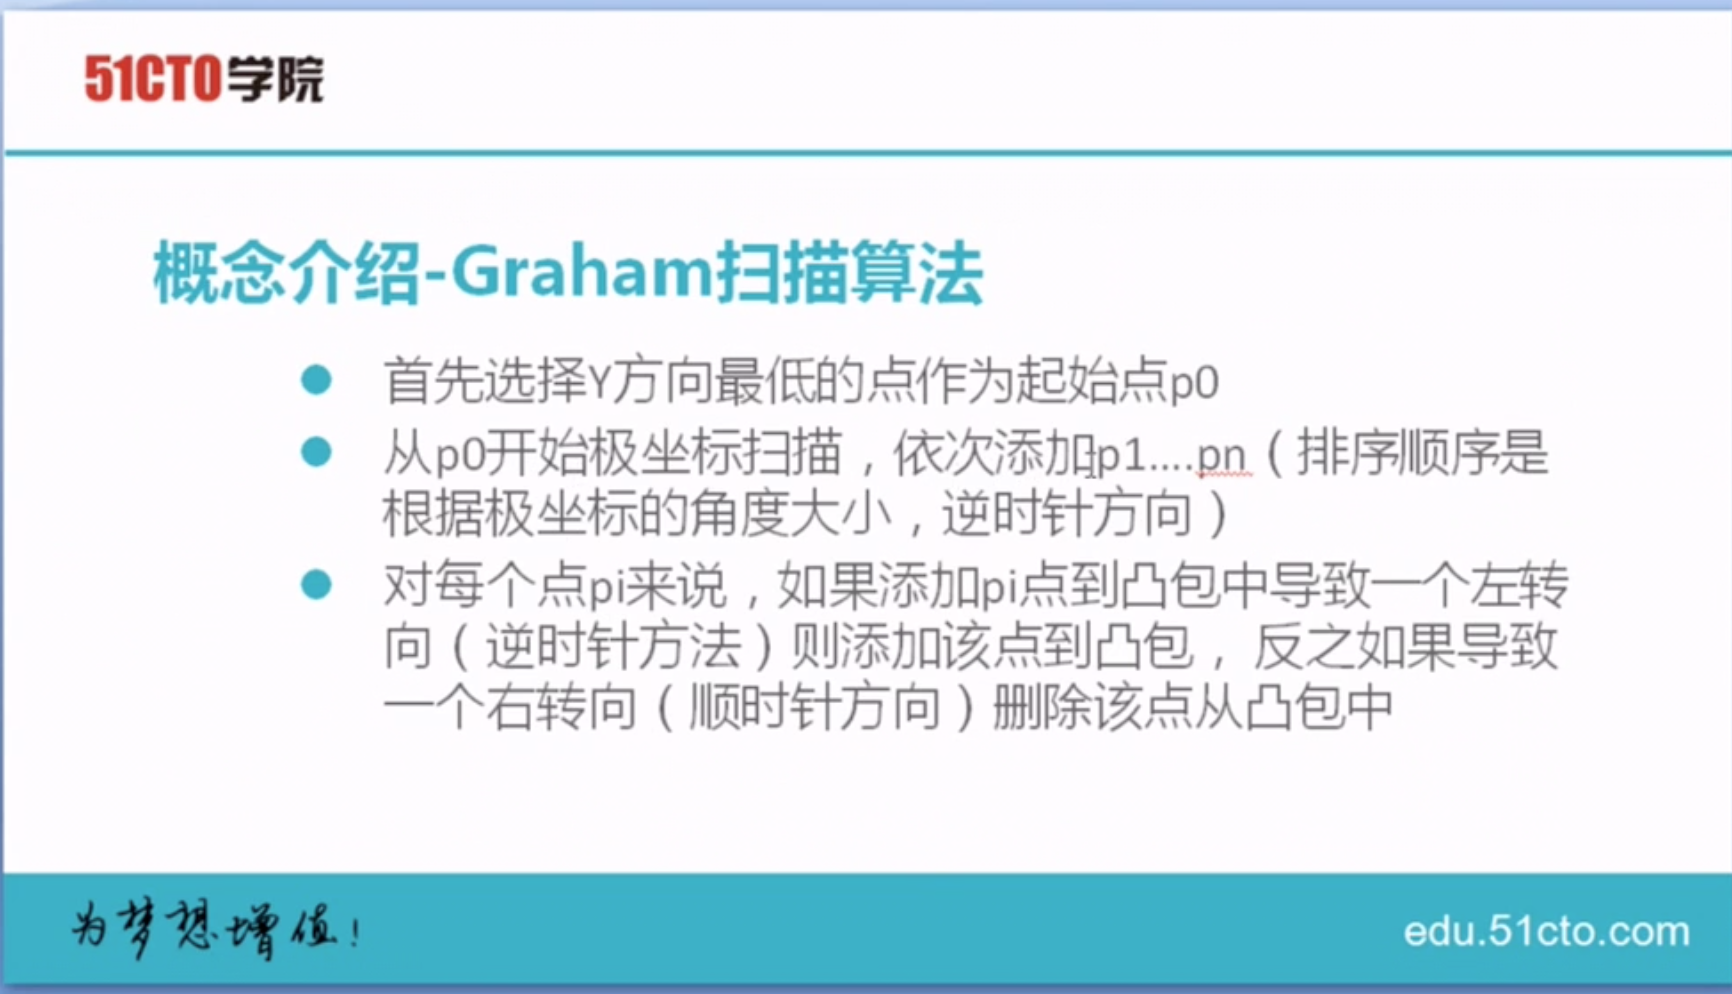 51CTO学院
概念介绍-Graham扫描算法
首先选择Y方向最低的点作为起始点p0
从p0开始极坐标扫描，依次添加p1....pn（排序顺序是
根据极坐标的角度大小，逆时针方向）
对每个点pi来说，如果添加pi点到凸包中导致一个左转
向（逆时针方法）则添加该点到凸包，反之如果导致
一个右转向（顺时针方向）删除该点从凸包中
为梦想增值！
edu.51cto.com